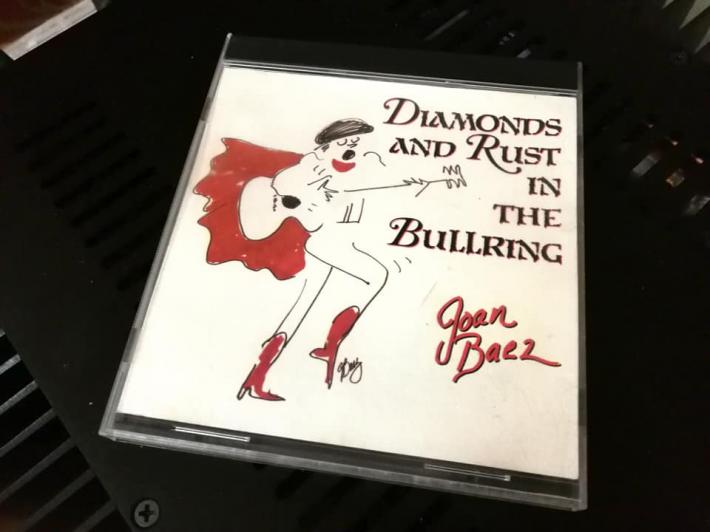 DIAMONDS
AND RUST
IN
THE
BULLRING
Joan
Baez